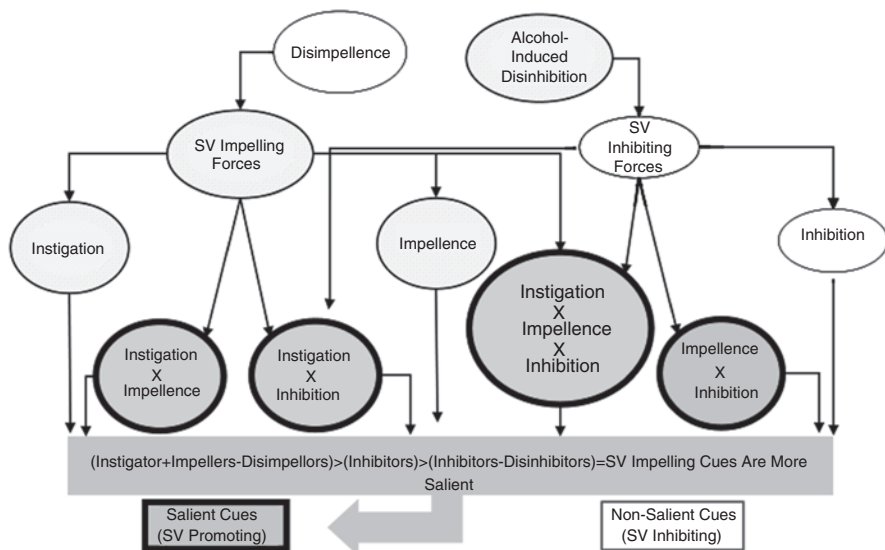 Disimpellence
Alcohol-
Induced
Disinhibition
SV Impelling
Forces
SV
Inhibiting
Forces
Instigation
Impellence
Inhibition
Instigation
X
Impellence
Instigation
X
Inhibition
Instigation
X
Impellence
X
Inhibition
Impellence
X
Inhibition
(Instigator+Impellers-Disimpellors)>(Inhibitors)>(Inhibitors-Disinhibitors)=SV Impelling Cues Are More
Salient
Salient Cues
(SV Promoting)
Non-Salient Cues
(SV Inhibiting)